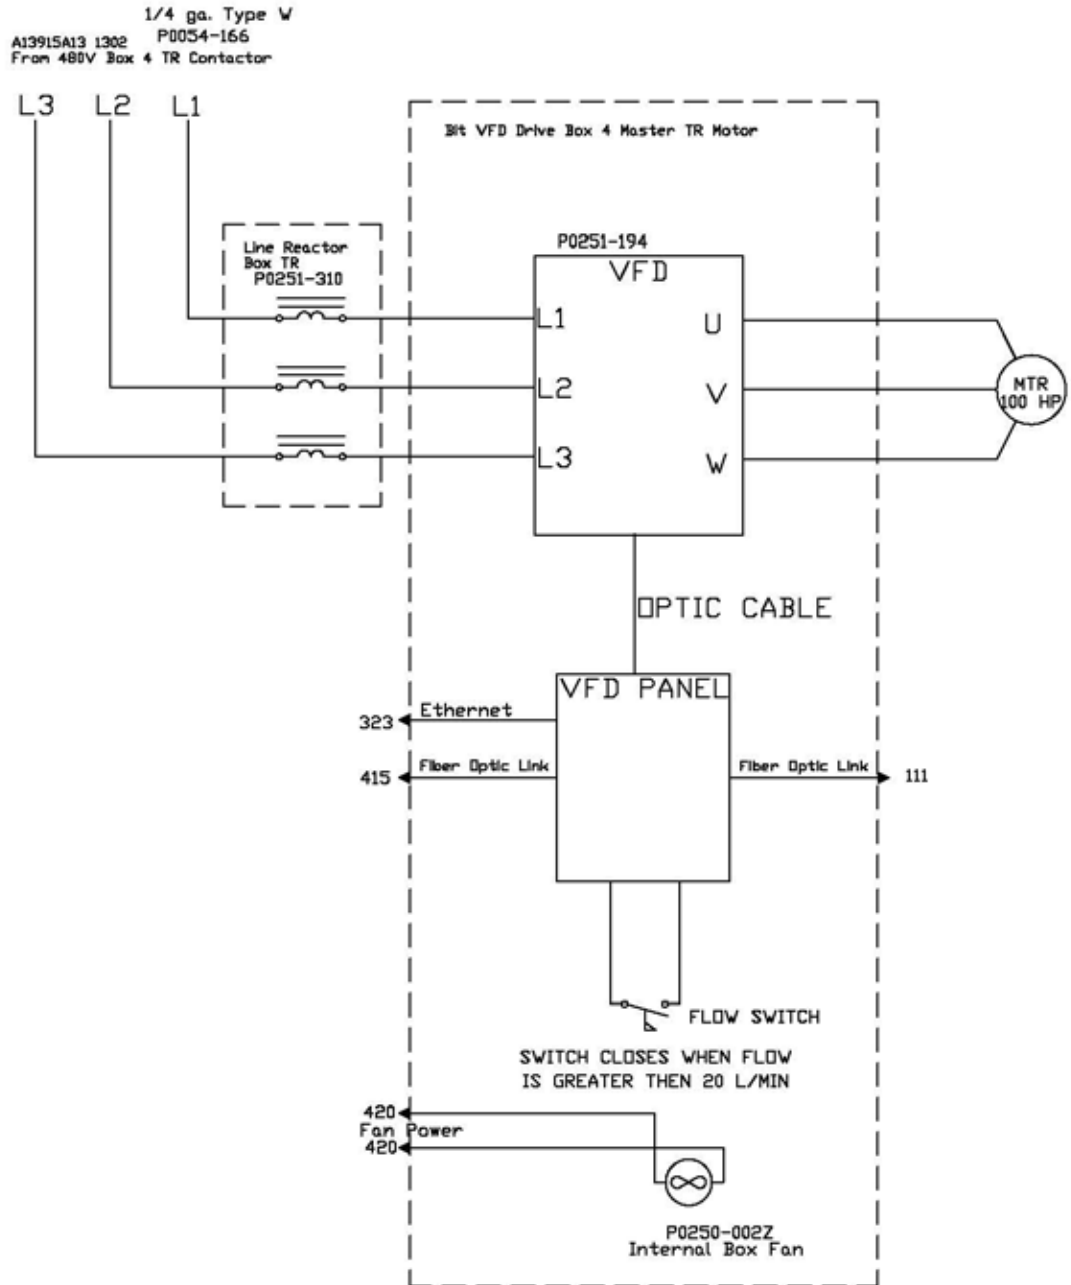 1/4 ga. Type W
P0054-166
A13915A13 1302
From 480V Box 4 TR Contactor
L3
L2
L1
Bit VFD Drive Box 4 Master TR Motor
Line Reactor
Box TR
P0251-310
P0251-194
VFD
L1
L2
L3
U
V
W
MTR
100 HP
OPTIC CABLE
VFD PANEL
Ethernet
323
Fiber Optic Link
415
Fiber Optic Link
111
FLOW SWITCH
SWITCH CLOSES WHEN FLOW
IS GREATER THEN 20 L/MIN
420
Fan Power
420
P0250-002Z
Internal Box Fan